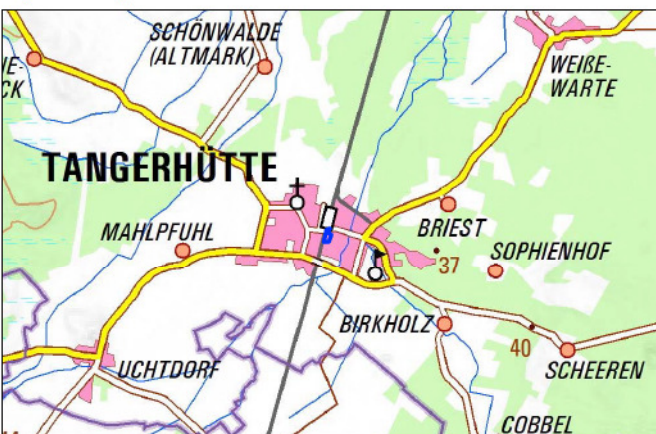 SCHÖNWALDE
(ALTMARK)
WEIßE-
WARTE
TANGERHÜTTE
MAHLPFUHL
BRIEST
37
SOPHIENHOF
BIRKHOLZ
40
SCHEEREN
UCHTDORF
COBBEL